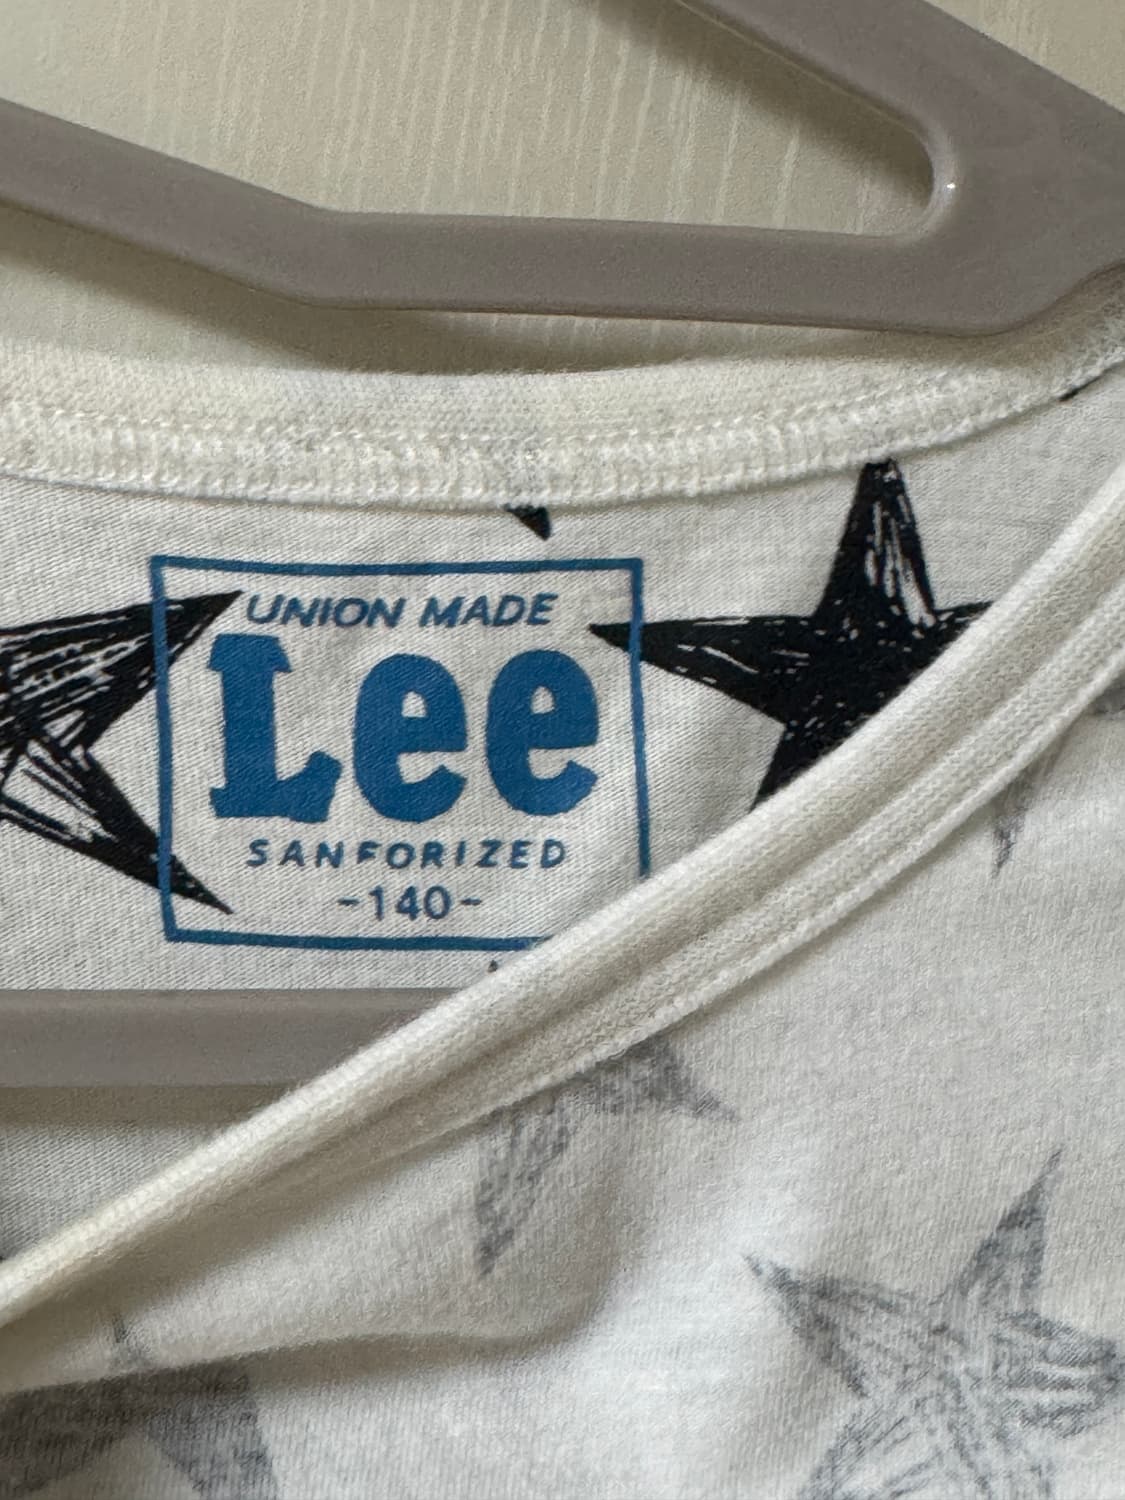 UNION MADE
Lee
SANFORIZED
-140-